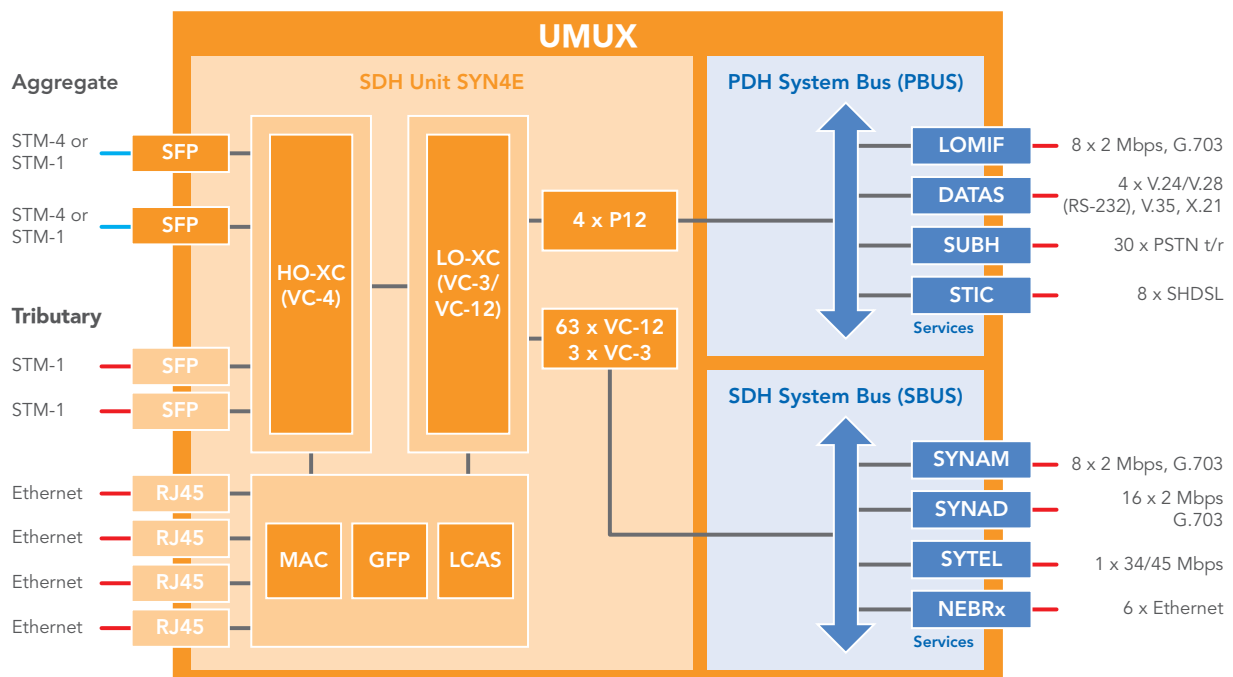 UMUX
Aggregate
STM-4 or
STM-1
SFP
STM-4 or
STM-1
SFP
Tributary
STM-1
SFP
STM-1
SFP
Ethernet
RJ45
Ethernet
RJ45
Ethernet
RJ45
Ethernet
RJ45
SDH Unit SYN4E
HO-XC
(VC-4)
LO-XC
(VC-3/
VC-12)
4 x P12
63 x VC-12
3 x VC-3
MAC
GFP
LCAS
PDH System Bus (PBUS)
LOMIF
8 x 2 Mbps, G.703
DATAS
4 x V.24/V.28
(RS-232), V.35, X.21
SUBH
30 x PSTN t/r
STIC
8 x SHDSL
Services
SDH System Bus (SBUS)
SYNAM
8 x 2 Mbps, G.703
SYNAD
16 x 2 Mbps
G.703
SYTEL
1 x 34/45 Mbps
NEBRx
6 x Ethernet
Services